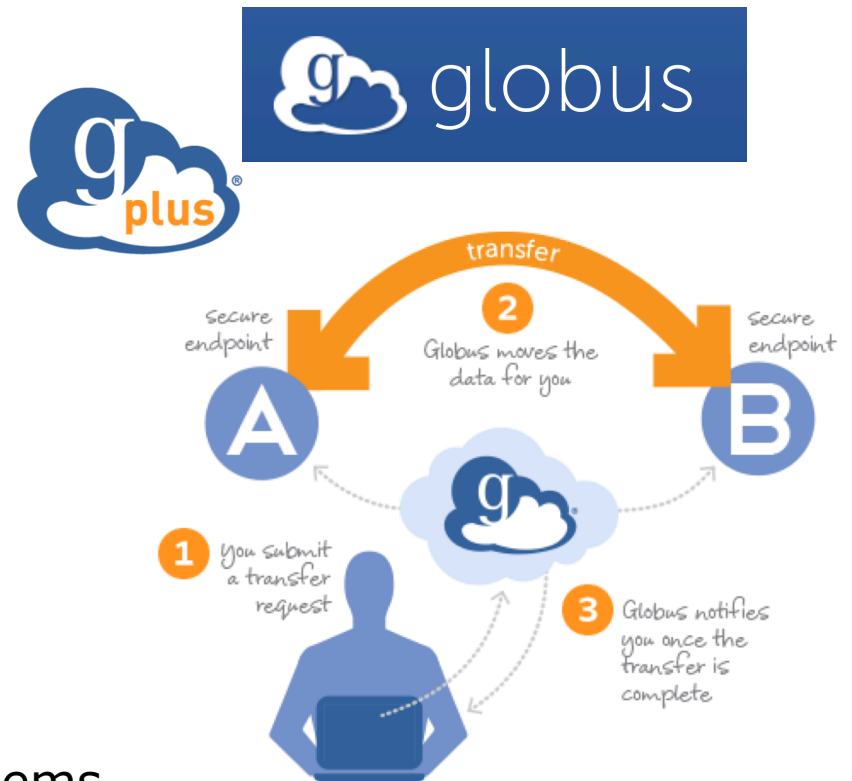 g globus
g
plus®
transfer
secure
endpoint
2
secure
endpoint
Globus moves the
data for you
A
B
g
1
you submit
a transfer
request
3
Globus notifies
you once the
transfer is
complete